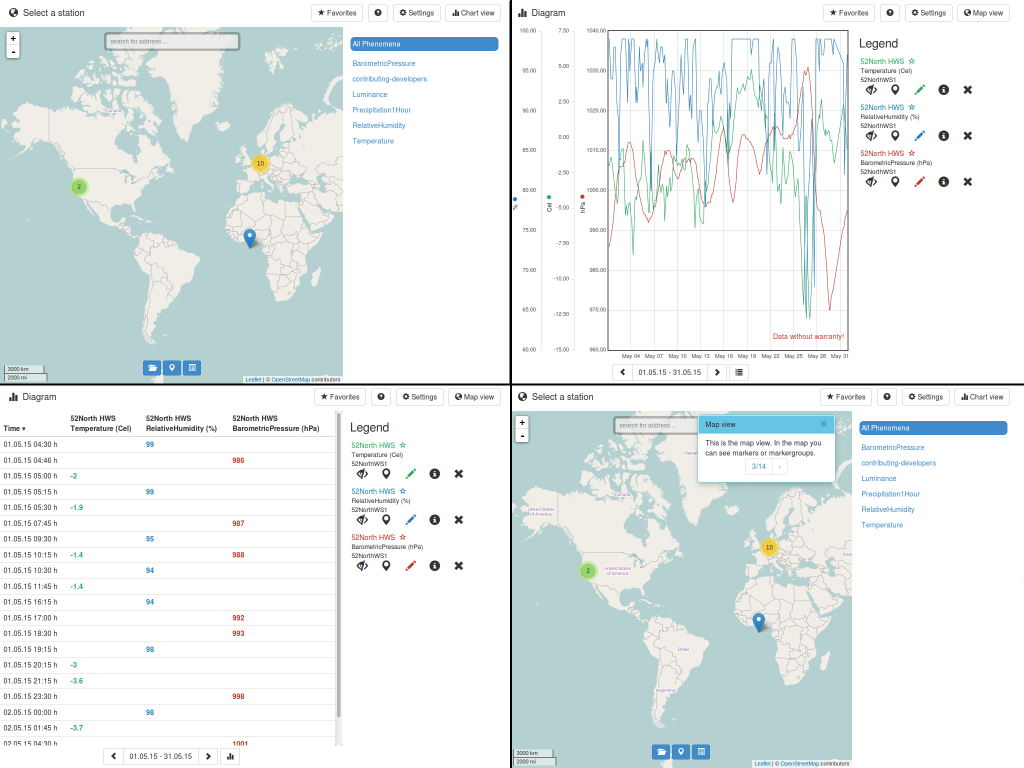 Select a station
Favorites
Settings
Chart view
+
-
search for address ...
2
10
3000 km
2000 mi
Leaflet | © OpenStreetMap contributors
All Phenomena
BarometricPressure
contributing-developers
Luminance
Precipitation1Hour
RelativeHumidity
Temperature
Diagram
Favorites
Settings
Map view
100.00 7.50 1040.00
95.00 5.00 1030.00
90.00 2.50 1020.00
85.00 0.00 1010.00
80.00 -2.50 1000.00
75.00 -5.00 990.00
70.00 -7.50 980.00
65.00 -10.00 970.00
60.00 -12.50 960.00
-15.00
% Cel hPa
Data without warranty!
May 04 May 07 May 10 May 13 May 16 May 19 May 22 May 25 May 28 May 31
01.05.15 - 31.05.15
Legend
52North HWS
Temperature (Cel)
52NorthWS1
52North HWS
RelativeHumidity (%)
52NorthWS1
52North HWS
BarometricPressure (hPa)
52NorthWS1
Diagram
Favorites
Settings
Map view
52North HWS 52North HWS 52North HWS
Time Temperature (Cel) RelativeHumidity (%) BarometricPressure (hPa)
01.05.15 04:30 h 99
01.05.15 04:46 h 986
01.05.15 05:00 h -2
01.05.15 05:15 h 99
01.05.15 05:30 h -1.9
01.05.15 07:45 h 987
01.05.15 09:30 h 95
01.05.15 10:15 h -1.4 988
01.05.15 10:30 h 94
01.05.15 11:45 h -1.4
01.05.15 16:15 h 94
01.05.15 17:00 h 992
01.05.15 18:30 h 993
01.05.15 19:15 h 98
01.05.15 20:15 h -3
01.05.15 21:15 h -3.6
01.05.15 23:30 h 998
02.05.15 00:00 h 98
02.05.15 01:45 h -3.7
02.05.15 04:30 h 1001
01.05.15 - 31.05.15
Legend
52North HWS
Temperature (Cel)
52NorthWS1
52North HWS
RelativeHumidity (%)
52NorthWS1
52North HWS
BarometricPressure (hPa)
52NorthWS1
Select a station
Favorites
Settings
Chart view
+
-
search for address ...
Map view
This is the map view. In the map you
can see markers or markergroups.
3/14
United States
of America
United States
of America
2
10
Brasil
Argentina
3000 km
2000 mi
Leaflet | © OpenStreetMap contributors
All Phenomena
BarometricPressure
contributing-developers
Luminance
Precipitation1Hour
RelativeHumidity
Temperature